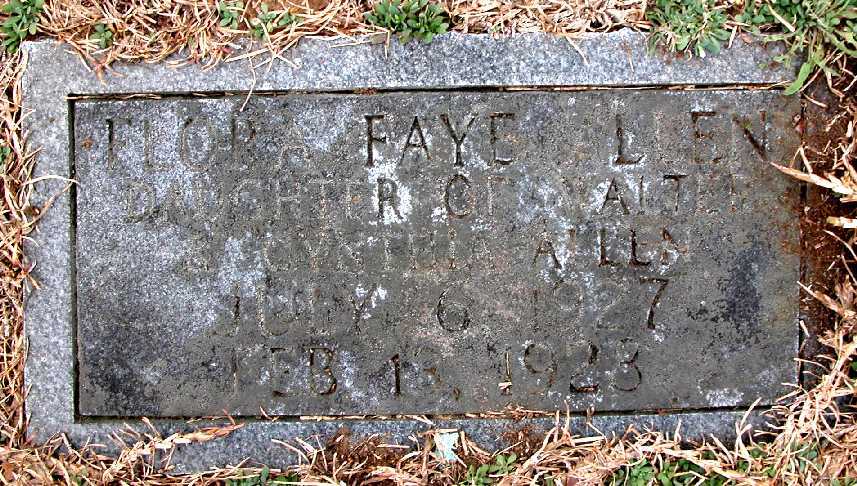 FLORA FAYE ALLEN
DAUGHTER OF WALTER
& CYNTHIA ALLEN
JULY 6, 1927
FEB 13, 1928